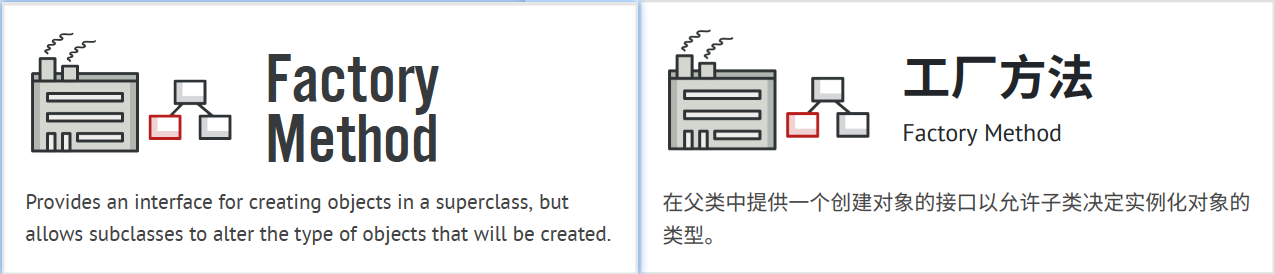 Factory
Method
Provides an interface for creating objects in a superclass, but
allows subclasses to alter the type of objects that will be created.
工厂方法
Factory Method
在父类中提供一个创建对象的接口以允许子类决定实例化对象的
类型。